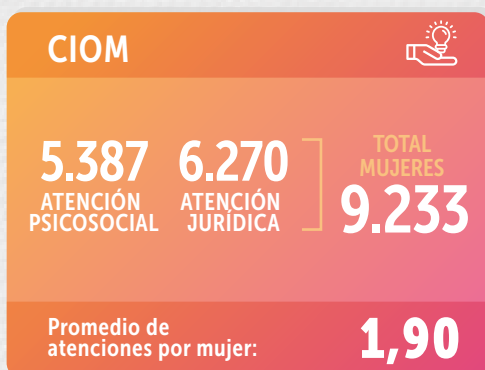 CIOM
5.387
ATENCIÓN
PSICOSOCIAL
6.270
ATENCIÓN
JURÍDICA
TOTAL
MUJERES
9.233
Promedio de
atenciones por mujer:
1,90